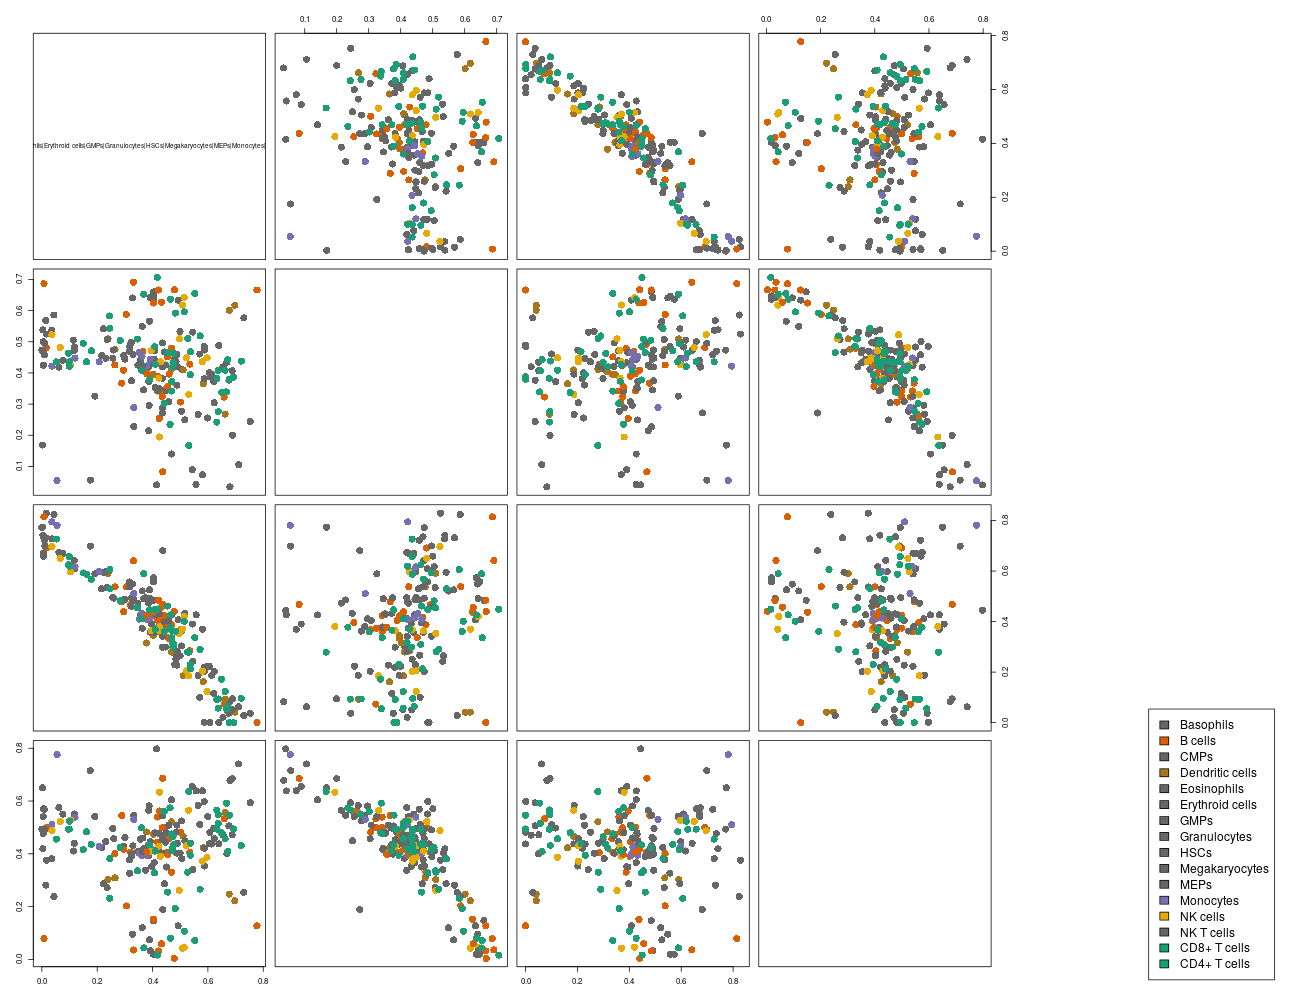 0.1 0.2 0.3 0.4 0.5 0.6 0.7
0.0 0.2 0.4 0.6 0.8
0.0 0.2 0.4 0.6 0.8
hils|Erythroid cells|GMPs|Granulocytes|HSCs|Megakaryocytes|MEPs|Monocytes|
0.1 0.2 0.3 0.4 0.5 0.6 0.7
0.0 0.2 0.4 0.6 0.8
0.0 0.2 0.4 0.6 0.8
0.0 0.2 0.4 0.6 0.8
0.0 0.2 0.4 0.6 0.8
Basophils
B cells
CMPs
Dendritic cells
Eosinophils
Erythroid cells
GMPs
Granulocytes
HSCs
Megakaryocytes
MEPs
Monocytes
NK cells
NK T cells
CD8+ T cells
CD4+ T cells